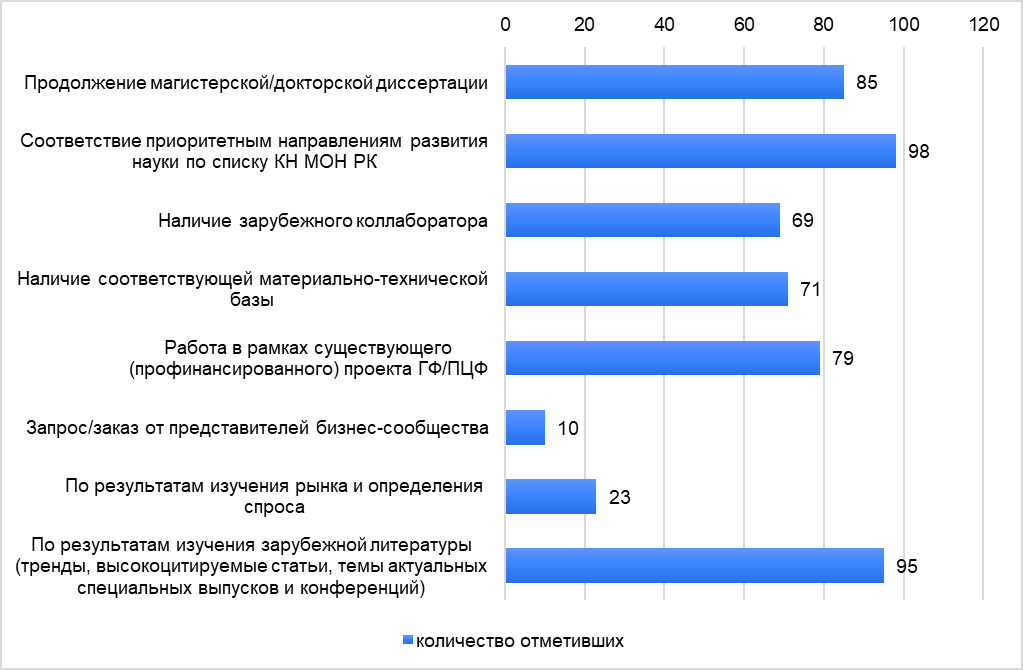 0 20 40 60 80 100 120
Продолжение магистерской/докторской диссертации
85
Соответствие приоритетным направлениям развития
науки по списку КН МОН РК
98
Наличие зарубежного коллаборатора
69
Наличие соответствующей материально-технической
базы
71
Работа в рамках существующего
(профинансированного) проекта ГФ/ПЦФ
79
Запрос/заказ от представителей бизнес-сообщества
10
По результатам изучения рынка и определения
спроса
23
По результатам изучения зарубежной литературы
(тренды, высокоцитируемые статьи, темы актуальных
специальных выпусков и конференций)
95
количество отметивших